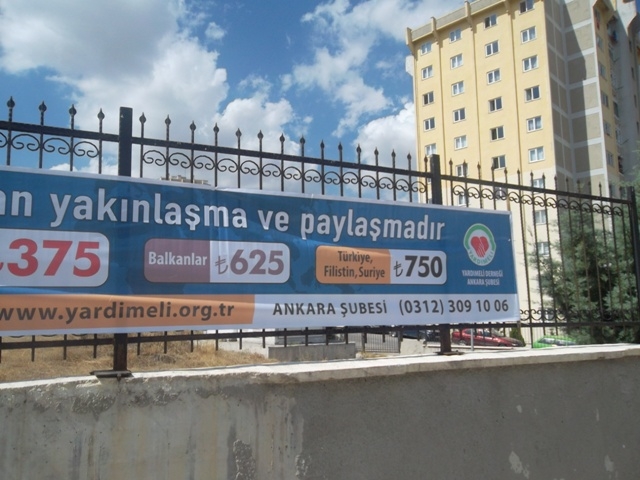 yakınlaşma ve paylaşmadır
₺375
Balkanlar ₺625
Türkiye,
Filistin, Suriye ₺750
YARDIMELİ DERNEĞİ
ANKARA ŞUBESİ
www.yardimeli.org.tr
ANKARA ŞUBESİ (0312) 309 10 06